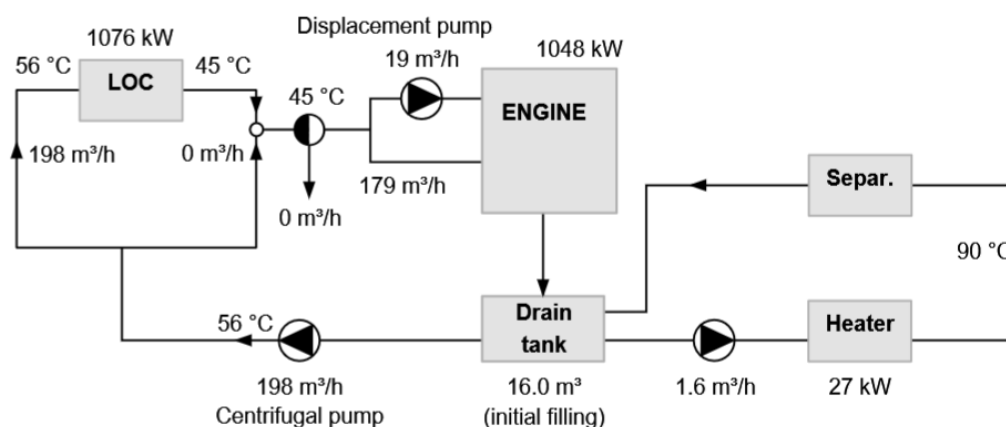 Displacement pump
1076 kW
19 m³/h
1048 kW
56 °C
45 °C
LOC
45 °C
ENGINE
198 m³/h
0 m³/h
179 m³/h
0 m³/h
Separ.
90 °C
56 °C
Drain
tank
Heater
198 m³/h
Centrifugal pump
16.0 m³
(initial filling)
1.6 m³/h
27 kW